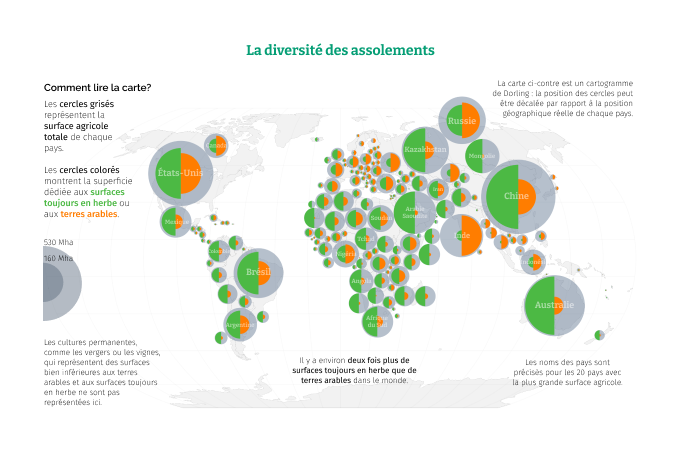 La diversité des assolements
Comment lire la carte?
Les cercles grisés
représentent la
surface agricole
totale de chaque
pays.
Les cercles colorés
montrent la superficie
dédiée aux surfaces
toujours en herbe ou
aux terres arables.
530 Mha
160 Mha
Les cultures permanentes,
comme les vergers ou les vignes,
qui représentent des surfaces
bien inférieures aux terres
arables et aux surfaces toujours
en herbe ne sont pas
représentées ici.
La carte ci-contre est un cartogramme
de Dorling : la position des cercles peut
être décalée par rapport à la position
géographique réelle de chaque pays.
Russie
Canada
Kazakhstan
Mongolie
États-Unis
Iran
Chine
Mexique
Arabie
Saoudite
Soudan
Inde
Tchad
Nigéria
Brésil
Angola
Australie
Argentine
Afrique
du Sud
Il y a environ deux fois plus de
surfaces toujours en herbe que de
terres arables dans le monde.
Les noms des pays sont
précisés pour les 20 pays avec
la plus grande surface agricole.